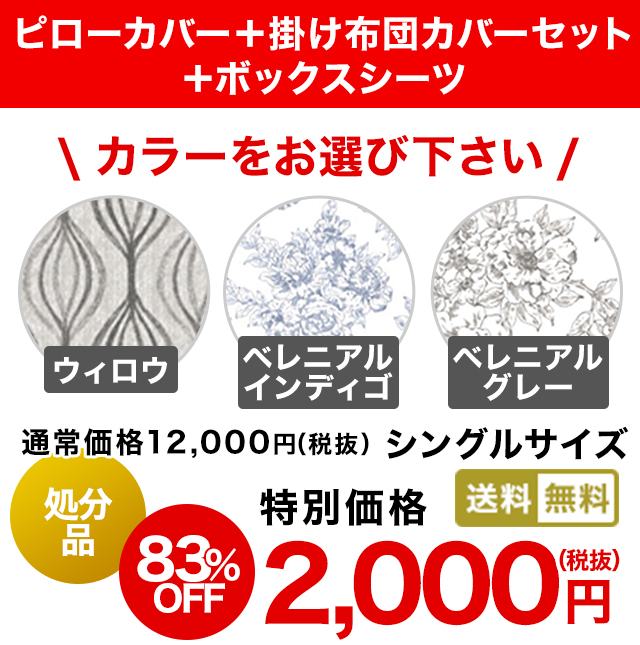 ピローカバー＋掛け布団カバーセット
＋ボックスシーツ
\ カラーをお選び下さい /
ウィロウ
ベレニアル
インディゴ
ベレニアル
グレー
通常価格12,000円(税抜) シングルサイズ
処分
品
特別価格
送料無料
83%
OFF
2,000円
(税抜)